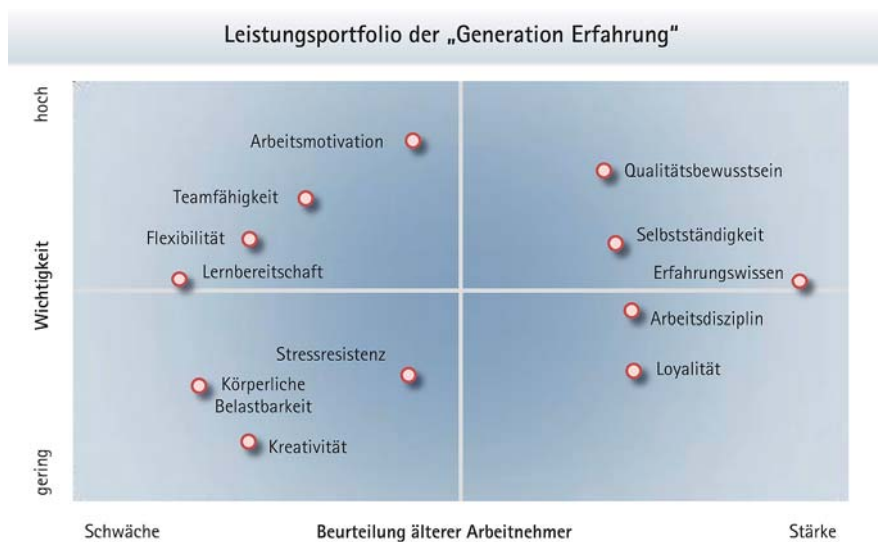 Leistungsportfolio der „Generation Erfahrung“
hoch
Wichtigkeit
gering
Arbeitsmotivation
Qualitätsbewusstsein
Teamfähigkeit
Flexibilität
Selbstständigkeit
Lernbereitschaft
Erfahrungswissen
Arbeitsdisziplin
Stressresistenz
Loyalität
Körperliche
Belastbarkeit
Kreativität
Schwäche
Beurteilung älterer Arbeitnehmer
Stärke